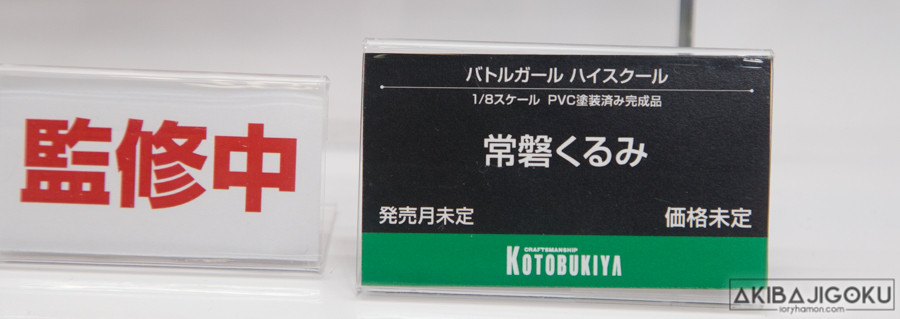 監修中
バトルガール ハイスクール
1/8スケール PVC塗装済み完成品
常磐くるみ
発売月未定
価格未定
CRAFTSMANSHIP
KOTOBUKIYA
AKIBAJIGOKU
ioryhamon.com